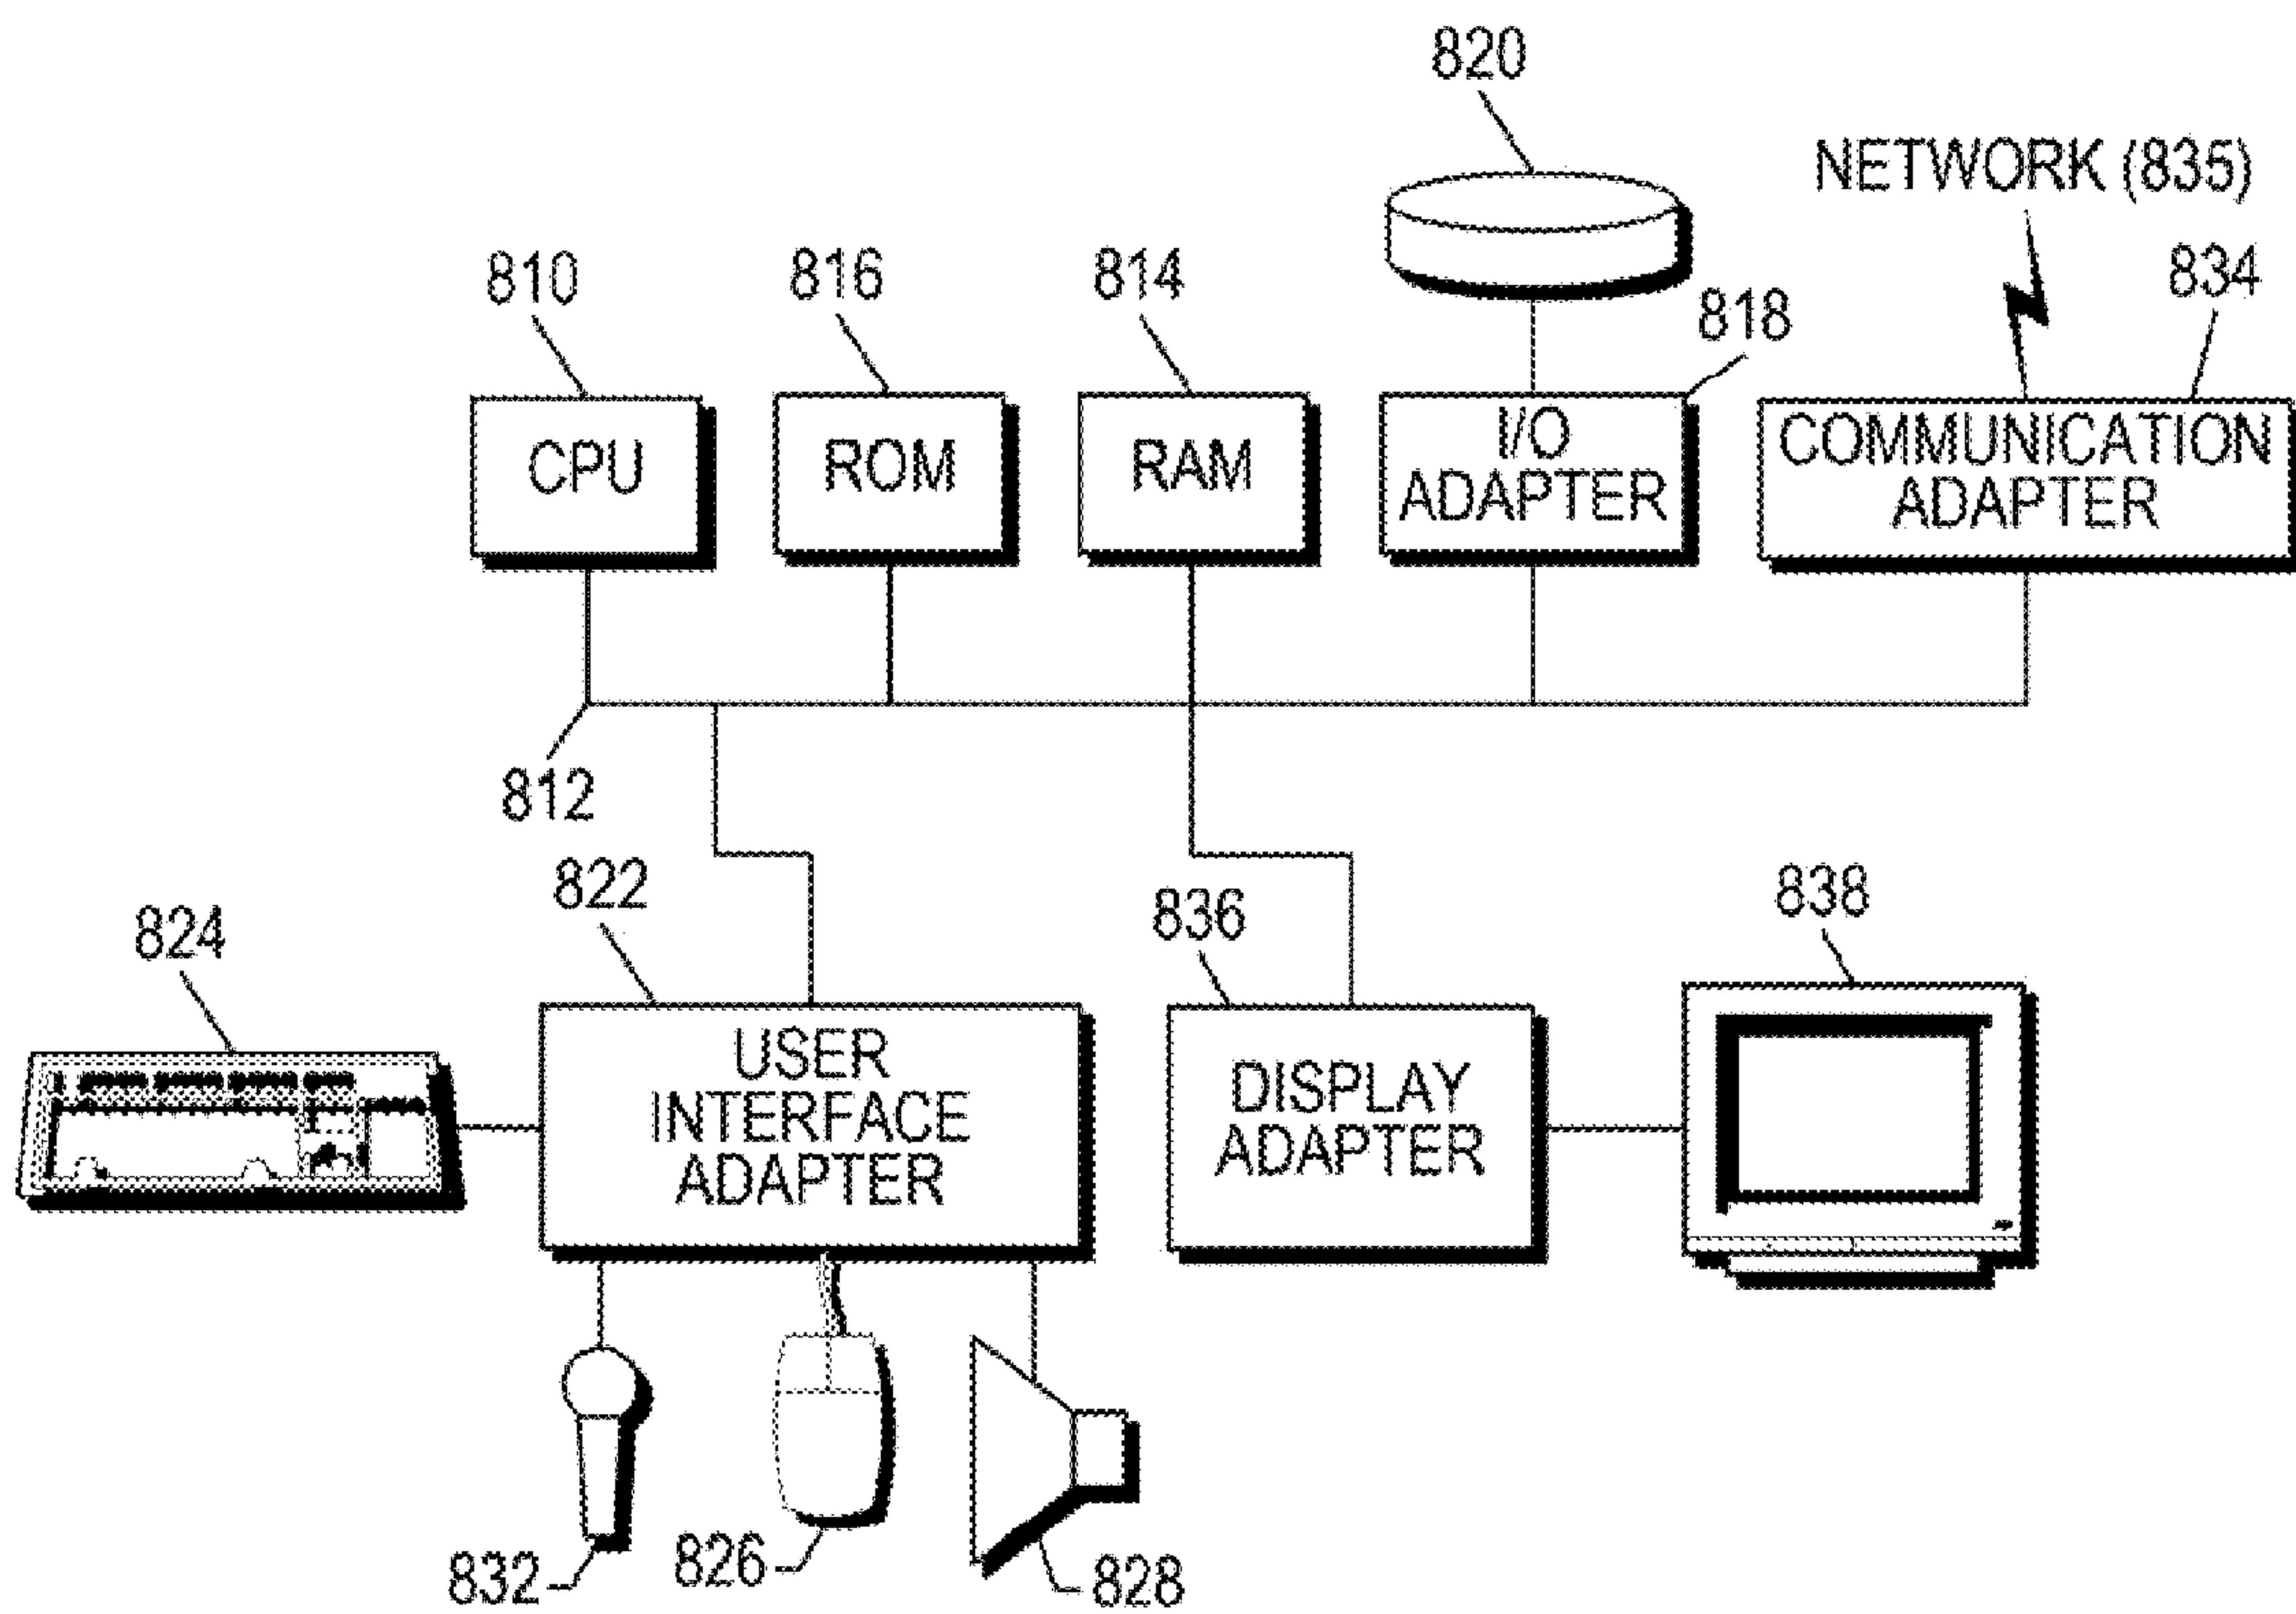 820
NETWORK (835)
810
816
814
818
834
CPU
ROM
RAM
I/O
ADAPTER
COMMUNICATION
ADAPTER
812
822
836
838
824
USER
INTERFACE
ADAPTER
DISPLAY
ADAPTER
832
826
828